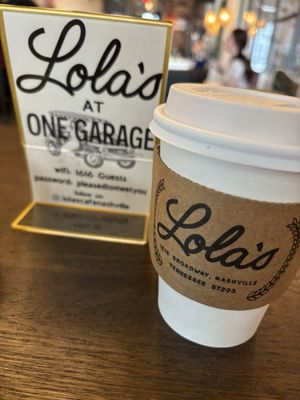 Lola's
AT
ONE GARAGE
wifi: 1616 Guests
password: pleasedtomeetyou
follow us:
lolascafenashville
Lola's
1616 BROADWAY, NASHVILLE
TENNESSEE 37203